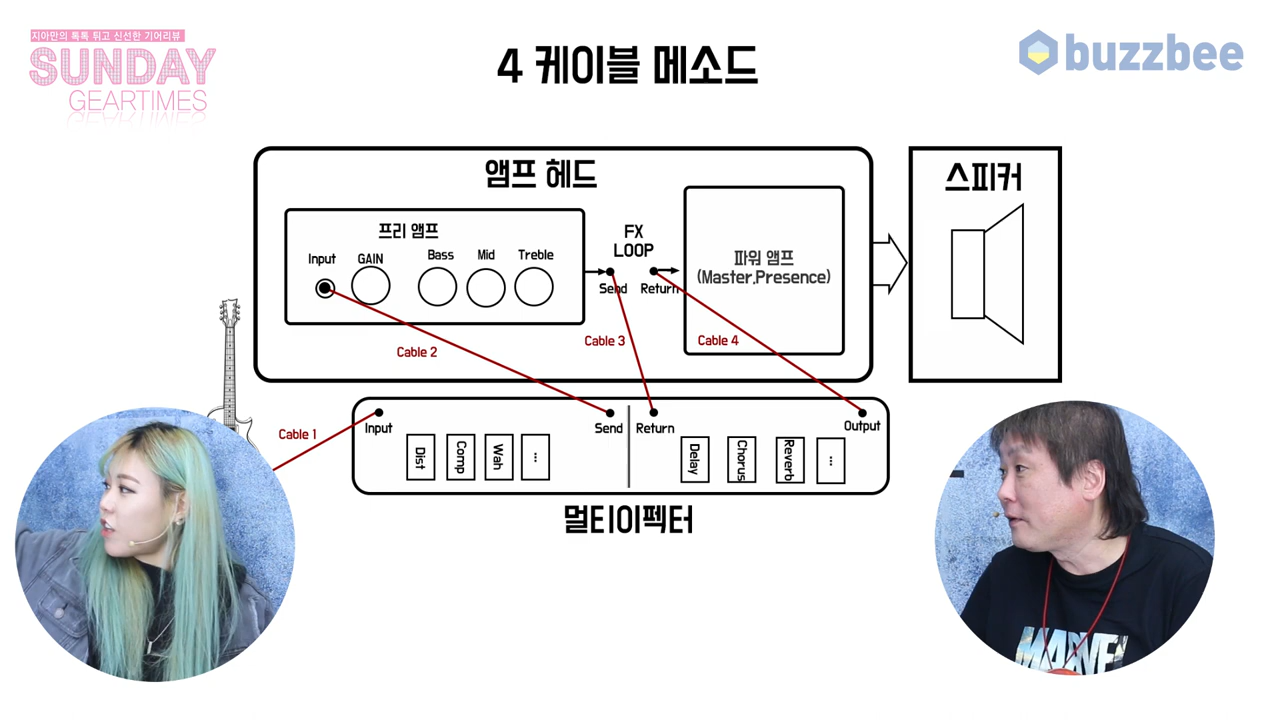 지아만의 톡톡 튀고 신선한 기어리뷰
SUNDAY
GEARTIMES
4 케이블 메소드
buzzbee
앰프 헤드
스피커
프리 앰프
Input
GAIN
Bass
Mid
Treble
FX
LOOP
Send
Return
파워 앰프
(Master,Presence)
Cable 2
Cable 3
Cable 4
Cable 1
Input
Send
Return
Output
Dist
Comp
Wah
...
Delay
Chorus
Reverb
...
멀티이펙터
MARVEL